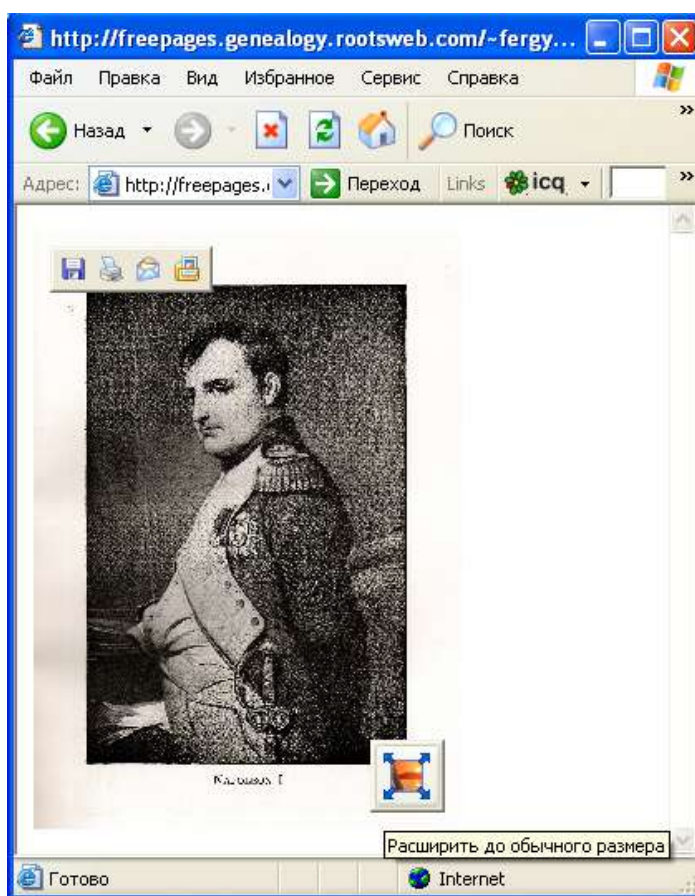 http://freepages.genealogy.rootsweb.com/~fergy...
Файл Правка Вид Избранное Сервис Справка
Назад Поиск »
Адрес: http://freepages.i Переход Links icq »
Расширить до обычного размера
Готово Internet